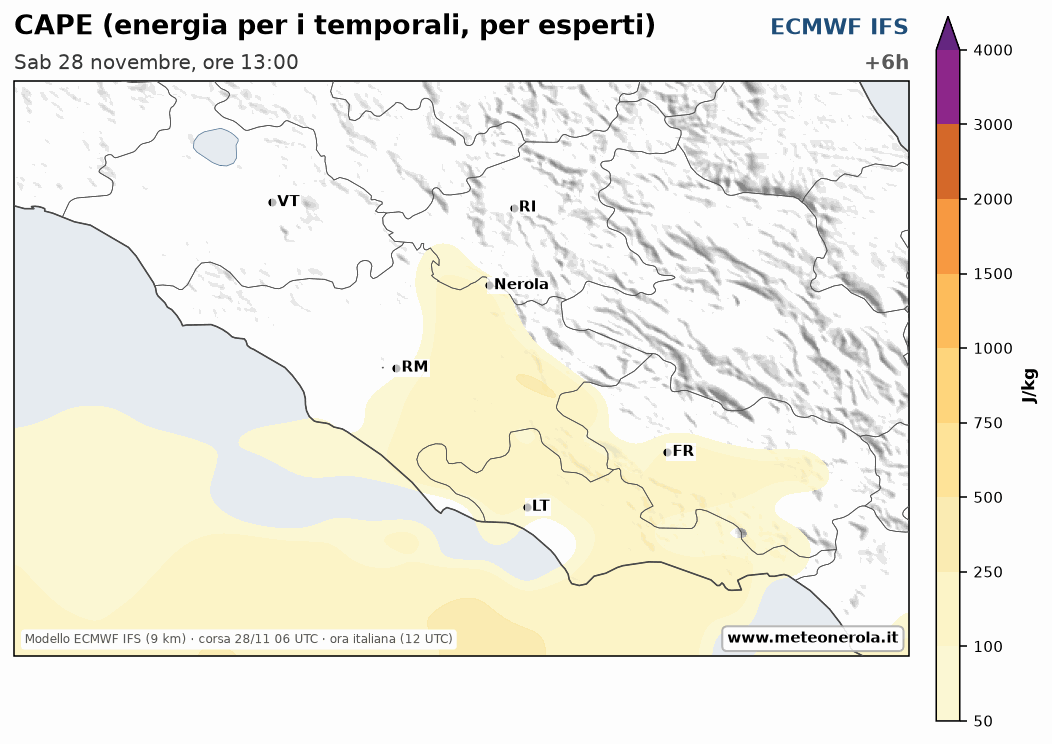 CAPE (energia per i temporali, per esperti)
ECMWF IFS
Sab 28 novembre, ore 13:00
+6h
VT
RI
Nerola
RM
FR
LT
Modello ECMWF IFS (9 km) · corsa 28/11 06 UTC · ora italiana (12 UTC)
www.meteonerola.it
4000
3000
2000
1500
1000
750
500
250
100
50
J/kg